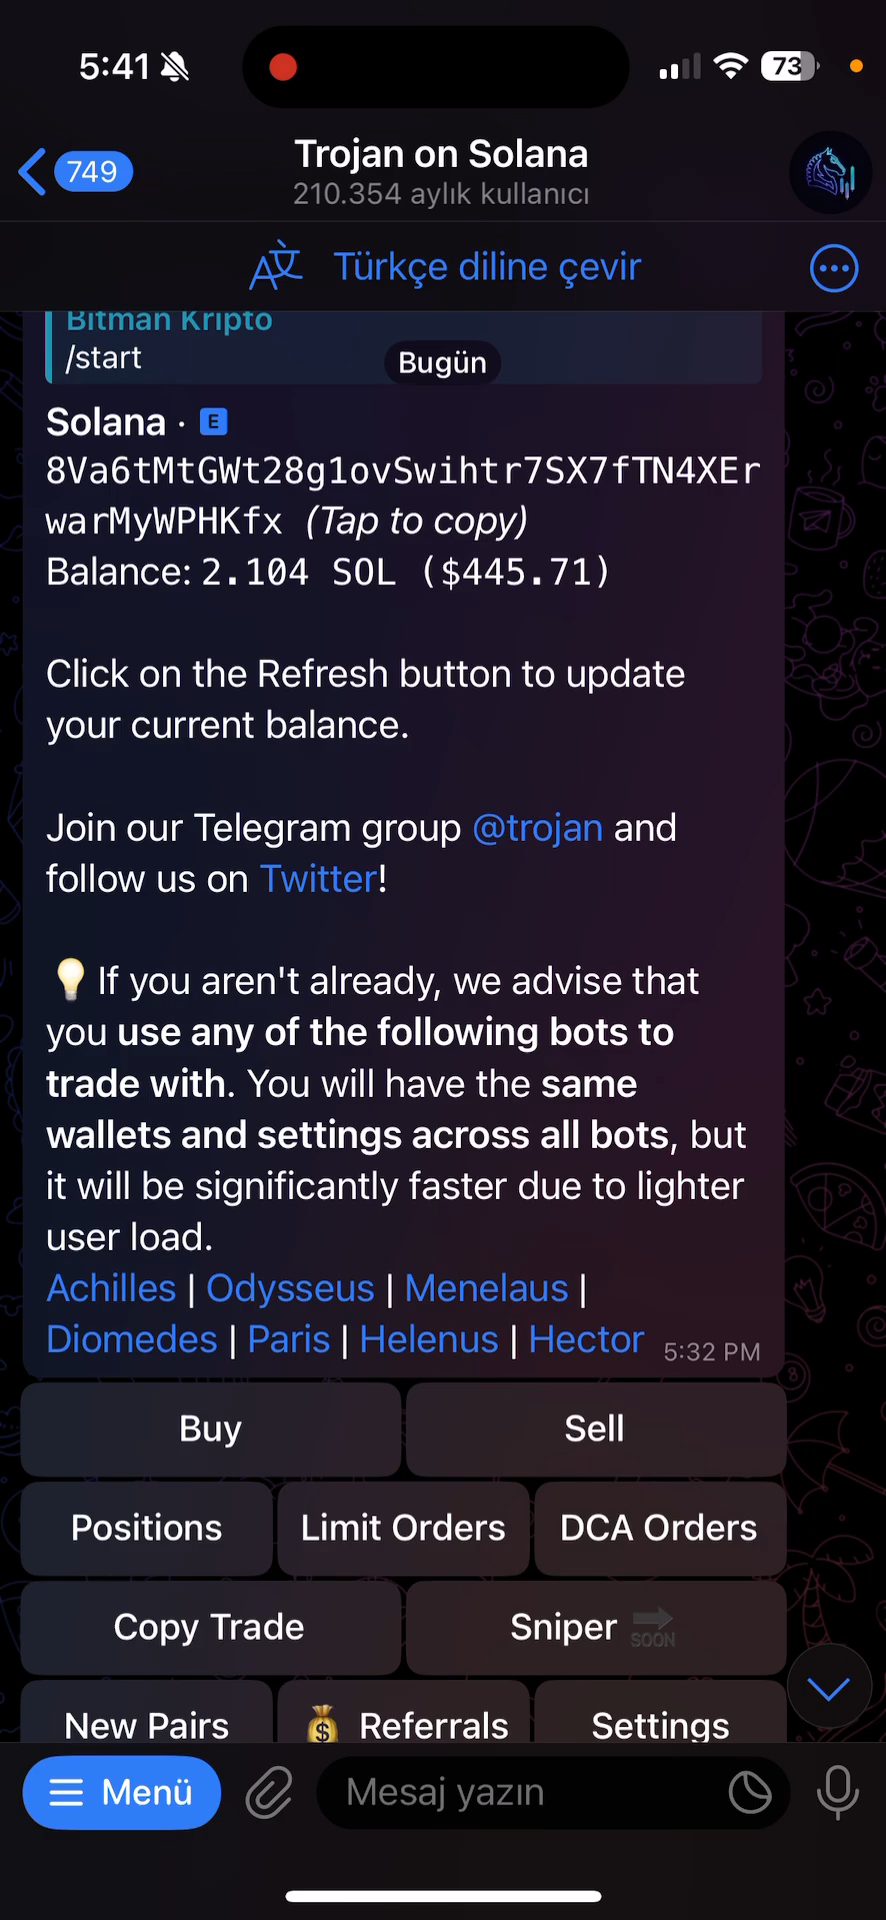 5:41
73
749
Trojan on Solana
210.354 aylık kullanıcı
Türkçe diline çevir
Bitman Kripto
/start
Bugün
Solana · E
8Va6tMtGWt28g1ovSwihtr7SX7fTN4XEr
warMyWPHKfx (Tap to copy)
Balance: 2.104 SOL ($445.71)
Click on the Refresh button to update
your current balance.
Join our Telegram group @trojan and
follow us on Twitter!
💡 If you aren't already, we advise that
you use any of the following bots to
trade with. You will have the same
wallets and settings across all bots, but
it will be significantly faster due to lighter
user load.
Achilles | Odysseus | Menelaus |
Diomedes | Paris | Helenus | Hector
5:32 PM
Buy Sell
Positions Limit Orders DCA Orders
Copy Trade Sniper SOON
New Pairs 💰 Referrals Settings
Menü Mesaj yazın